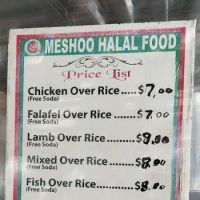 MESHOO HALAL FOOD
Price List
Chicken Over Rice.....$7.00
(Free Soda)
Falafel Over Rice.....$7.00
(Free Soda)
Lamb Over Rice.....$9.00
(Free Soda)
Mixed Over Rice.....$8.00
(Free Soda)
Fish Over Rice.....$8.00
(Free Soda)